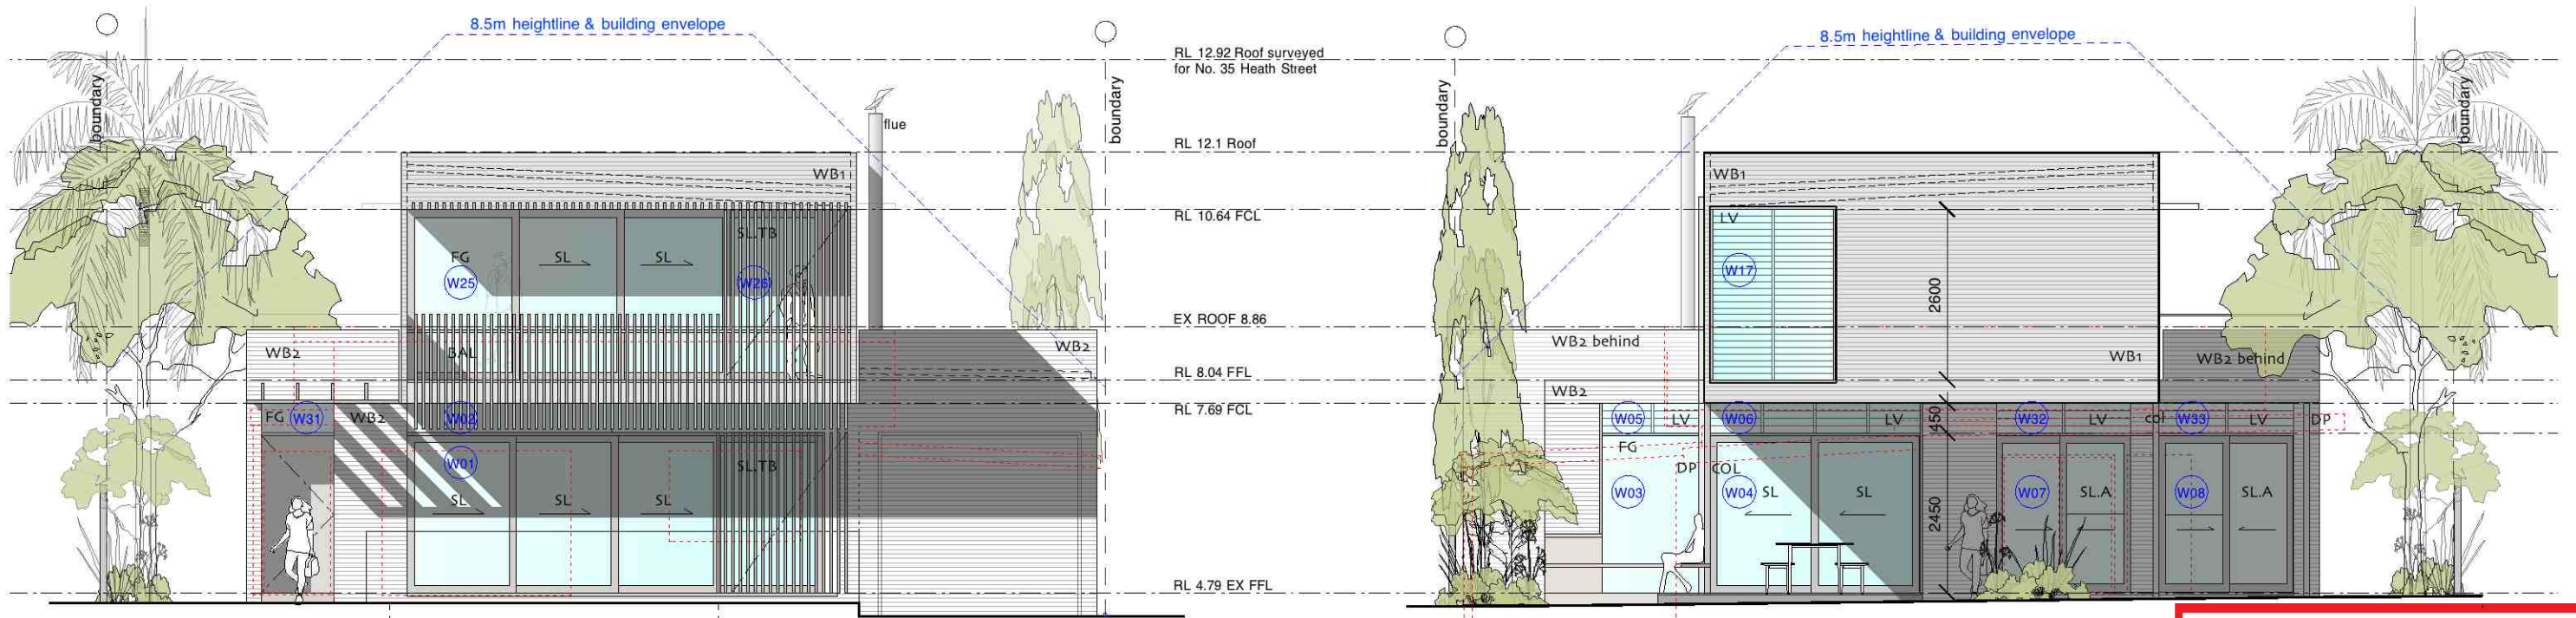 8.5m heightline & building envelope
boundary
boundary
flue
WB1
FG
SL
SL
SL.TB
W25
W26
WB2
BAL
WB2
FG
W31
WB2
W02
W01
SL.TB
SL
SL
SL
RL 12.92 Roof surveyed
for No. 35 Heath Street
RL 12.1 Roof
RL 10.64 FCL
EX ROOF 8.86
RL 8.04 FFL
RL 7.69 FCL
RL 4.79 EX FFL
8.5m heightline & building envelope
boundary
boundary
WB1
LV
W17
2600
WB2 behind
WB1
WB2 behind
WB2
W05
LV
W06
LV
450
W32
LV
col
W33
LV
DP
FG
DP
COL
W03
W04
SL
SL
2450
W07
SL.A
W08
SL.A